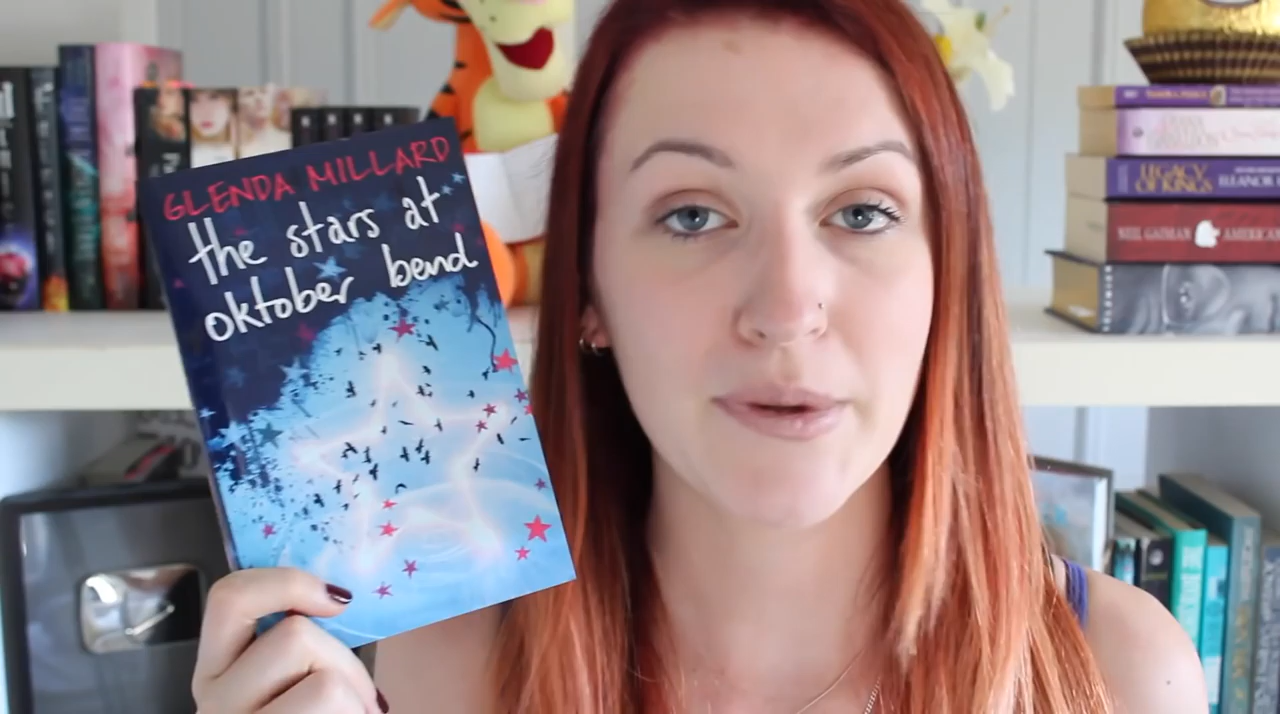 GLENDA MILLARD
the stars at
oktober bend
LEGACY
OF KINGS
ELEANOR
NEIL GAIMAN
AMERICAN